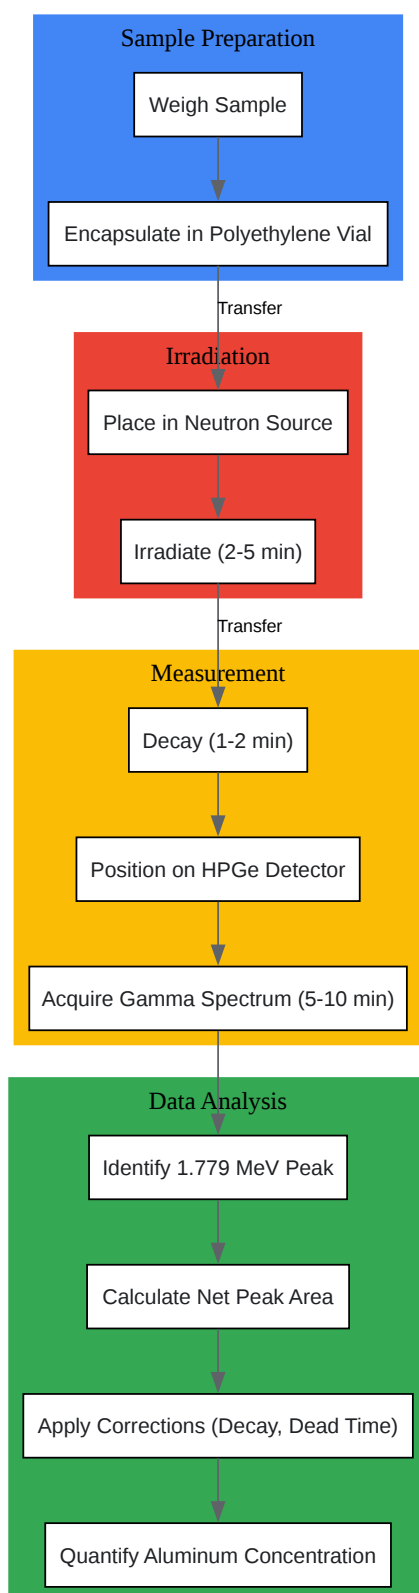 Sample Preparation
Weigh Sample
Encapsulate in Polyethylene Vial
Transfer
Irradiation
Place in Neutron Source
Irradiate (2-5 min)
Transfer
Measurement
Decay (1-2 min)
Position on HPGe Detector
Acquire Gamma Spectrum (5-10 min)
Data Analysis
Identify 1.779 MeV Peak
Calculate Net Peak Area
Apply Corrections (Decay, Dead Time)
Quantify Aluminum Concentration